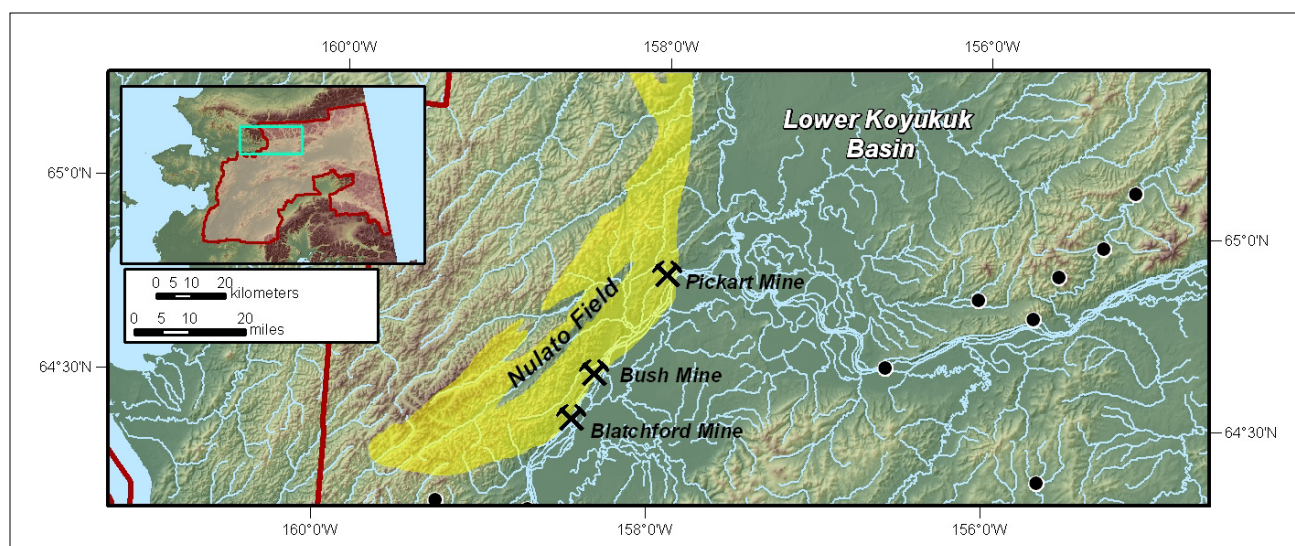 160°0'W
158°0'W
156°0'W
Lower Koyukuk
Basin
65°0'N
65°0'N
0 5 10 20
kilometers
0 5 10 20
miles
Pickart Mine
Nulato Field
64°30'N
Bush Mine
Blatchford Mine
64°30'N
160°0'W
158°0'W
156°0'W